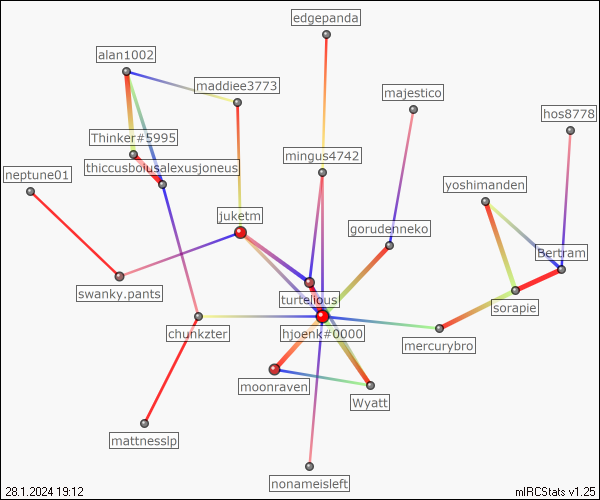 edgepanda
alan1002
maddiee3773
majestico
hos8778
Thinker#5995
mingus4742
neptune01
thiccusboiusalexusjoneus
yoshimanden
juketm
gorudenneko
Bertram
swanky.pants
turtelious
sorapie
chunkzter
hjoenk#0000
mercurybro
moonraven
Wyatt
mattnesslp
nonameisleft
28.1.2024 19:12
mIRCStats v1.25